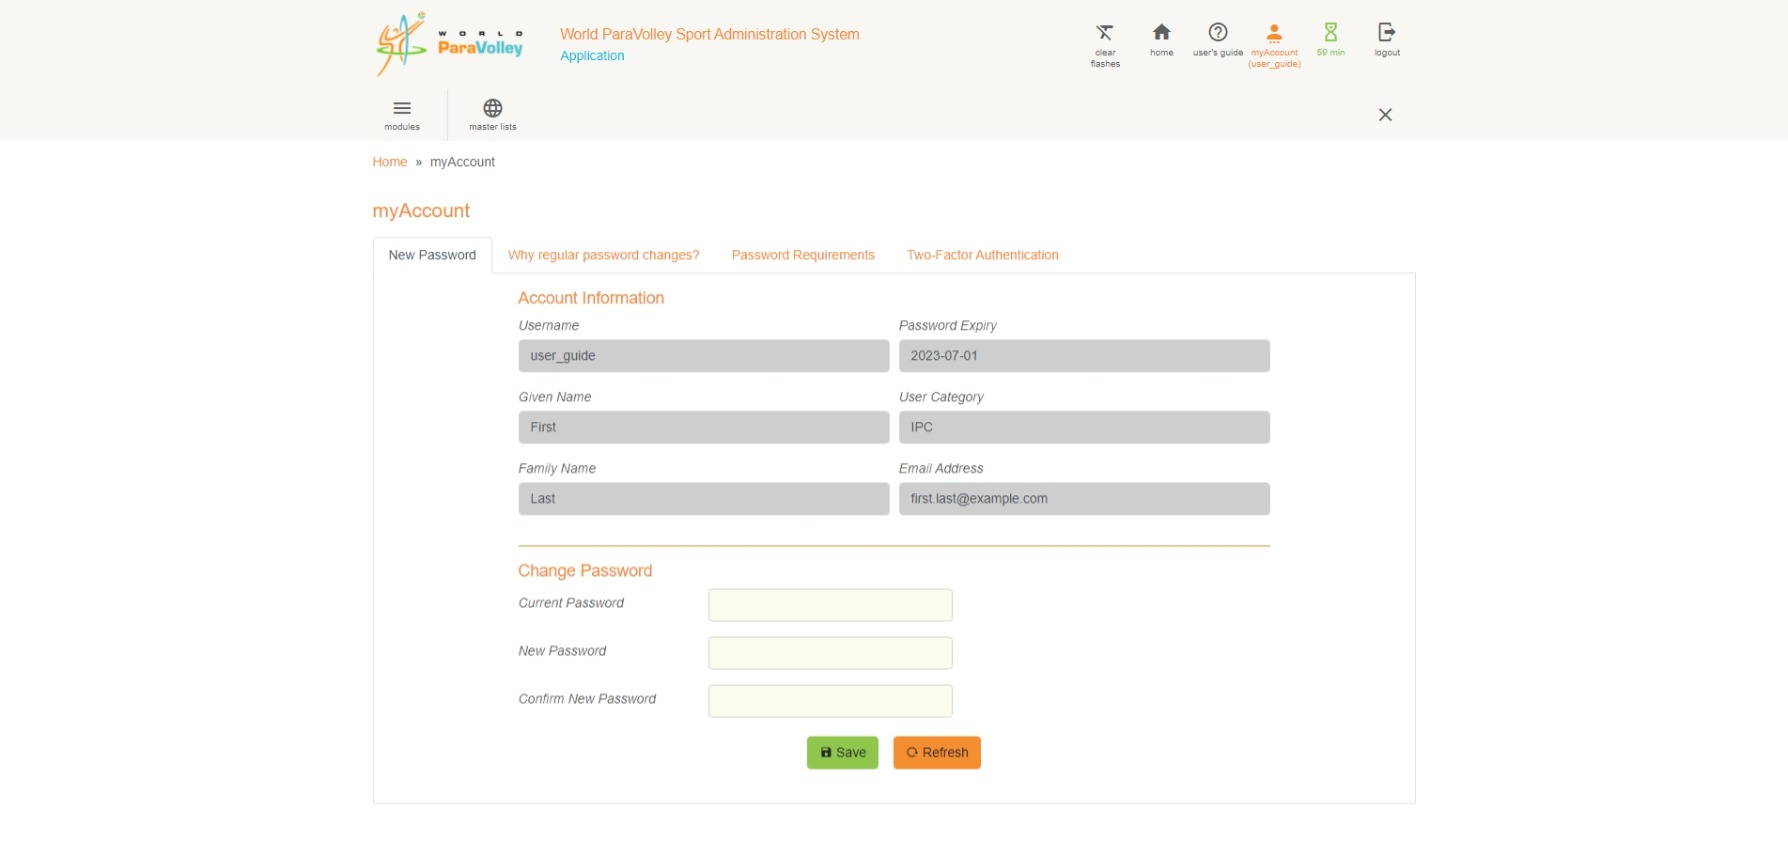 WORLD
ParaVolley
World ParaVolley Sport Administration System
Application
clear
flashes
home
user's guide
myAccount
(user_guide)
59 min
logout
modules
master lists
Home » myAccount
myAccount
New Password
Why regular password changes?
Password Requirements
Two-Factor Authentication
Account Information
Username
Password Expiry
user_guide
2023-07-01
Given Name
User Category
First
IPC
Family Name
Email Address
Last
first.last@example.com
Change Password
Current Password
New Password
Confirm New Password
Save
Refresh